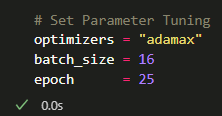 # Set Parameter Tuning
optimizers = "adamax"
batch_size = 16
epoch      = 25
0.0s